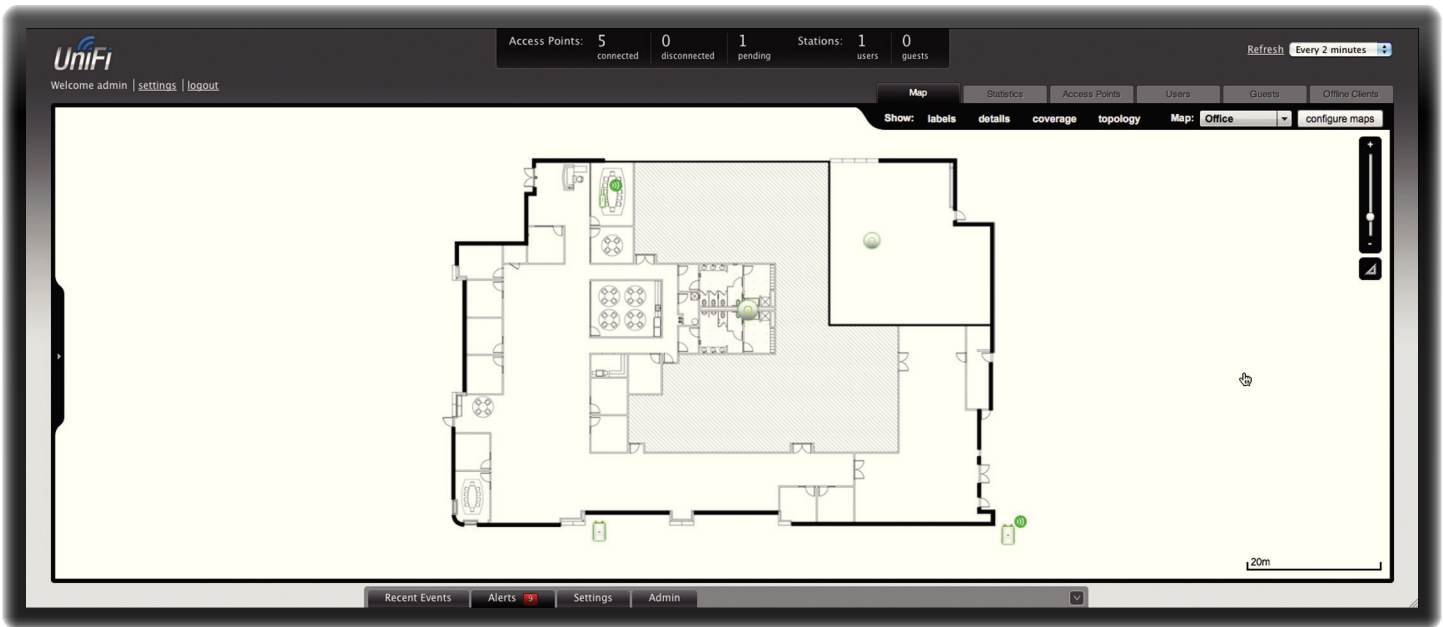 UniFi
Access Points: 5 connected 0 disconnected 1 pending Stations: 1 users 0 guests
Refresh Every 2 minutes
Welcome admin | settings | logout
Map Statistics Access Points Users Guests Offline Clients
Show: labels details coverage topology Map: Office configure maps
+
-
20m
Recent Events Alerts 9 Settings Admin